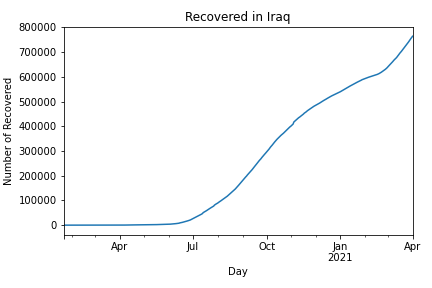 Recovered in Iraq
800000
700000
600000
500000
400000
300000
200000
100000
0
Number of Recovered
Apr Jul Oct Jan Apr
2021
Day